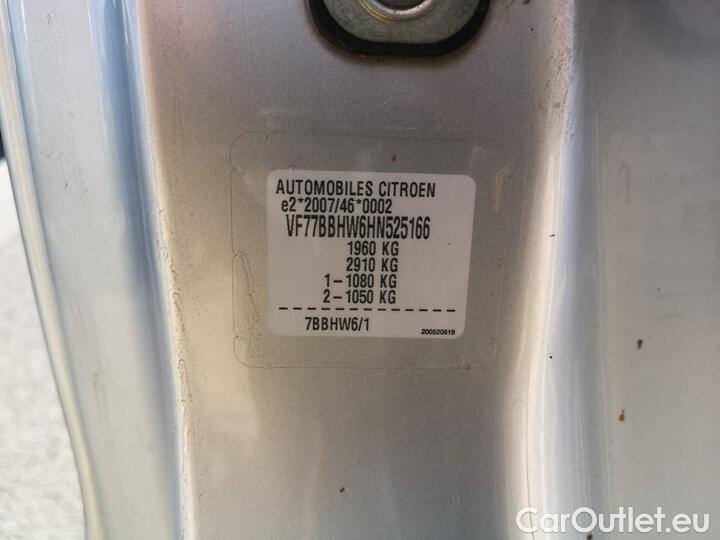 AUTOMOBILES CITROEN
e2*2007/46*0002
VF77BBHW6HN525166
1960 KG
2910 KG
1-1080 KG
2-1050 KG
7BBHW6/1
200520619
CarOutlet.eu